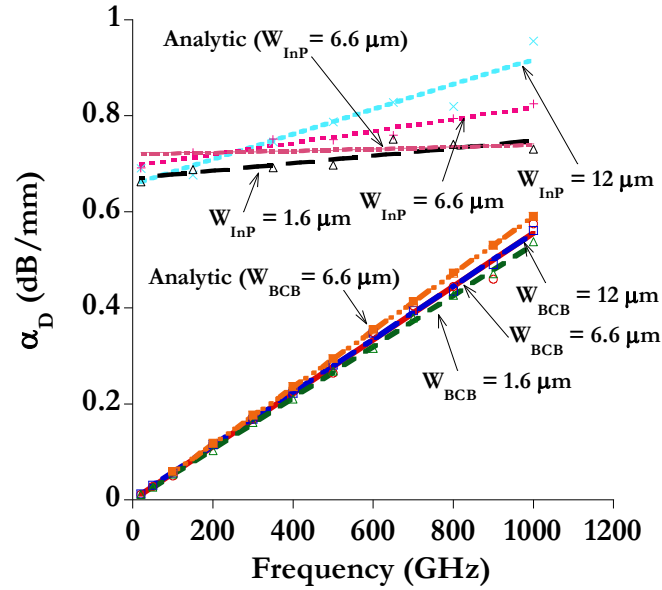 1
Analytic (W_InP = 6.6 μm)
0.8
W_InP = 12 μm
W_InP = 6.6 μm
W_InP = 1.6 μm
0.6
Analytic (W_BCB = 6.6 μm)
W_BCB = 12 μm
0.4
W_BCB = 6.6 μm
W_BCB = 1.6 μm
0.2
0
α_D (dB/mm)
0 200 400 600 800 1000 1200
Frequency (GHz)